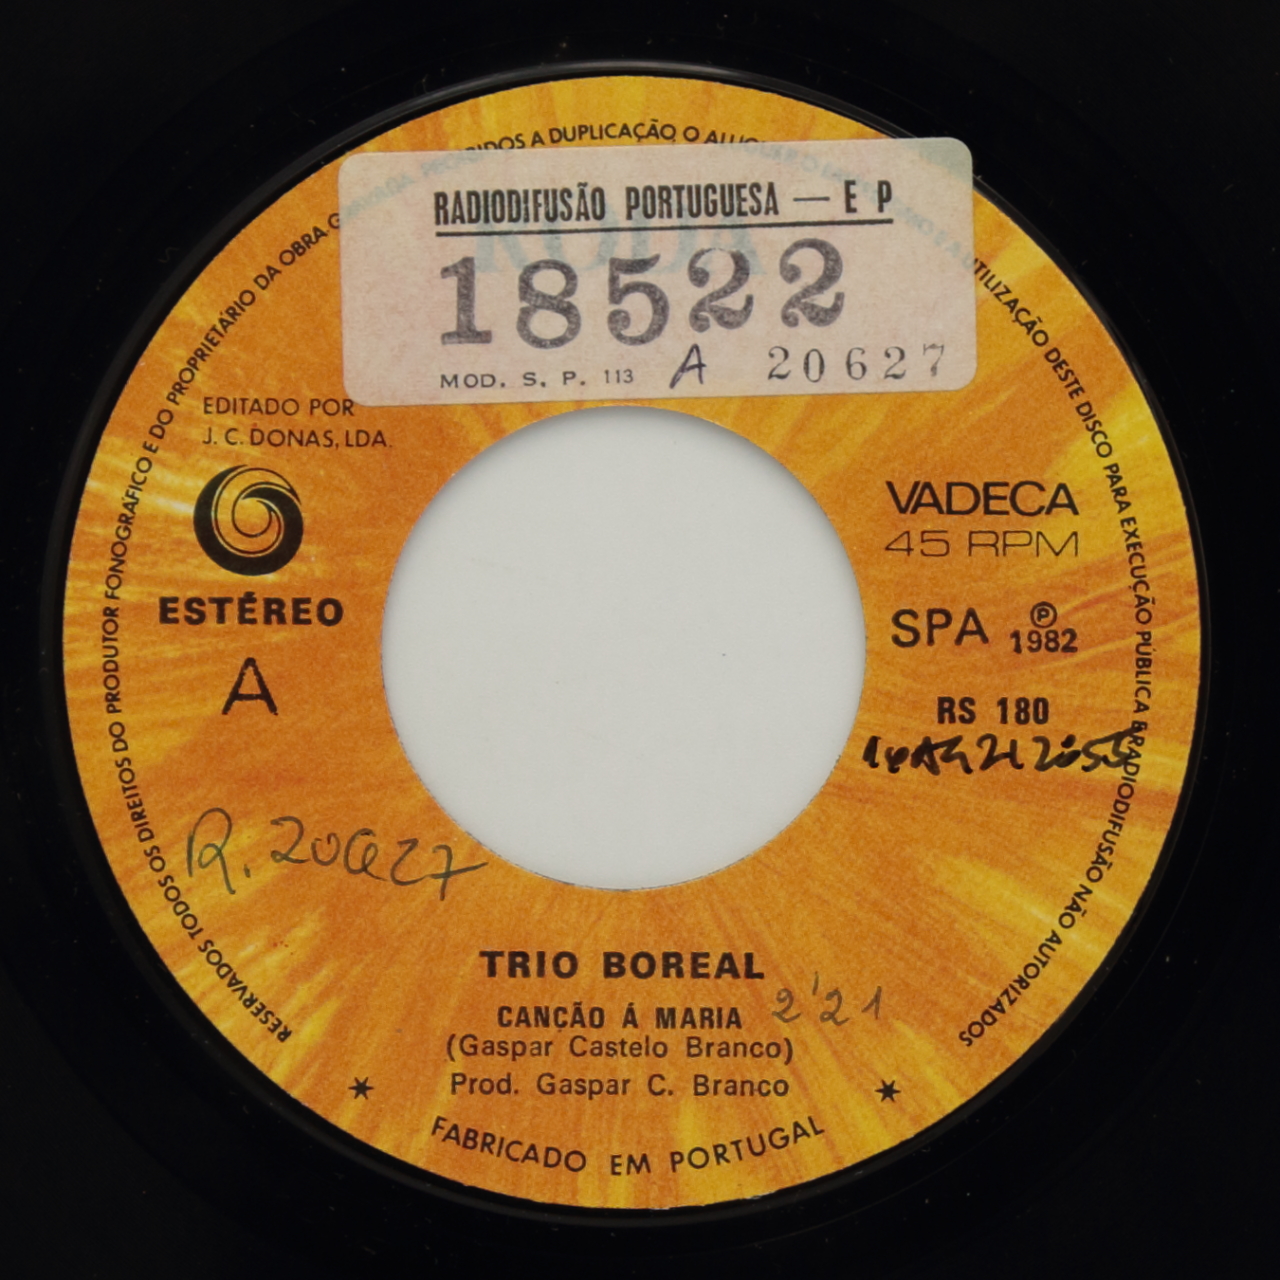 RESERVADOS TODOS OS DIREITOS DO PRODUTOR FONOGRÁFICO E DO PROPRIETÁRIO DA OBRA GRAVADA. PROIBIDOS A DUPLICAÇÃO, O ALUGUER UTILIZAÇÃO DESTE DISCO PARA EXECUÇÃO PÚBLICA E RADIODIFUSÃO NÃO AUTORIZADOS
RADIODIFUSÃO PORTUGUESA — E P
18522
MOD. S. P. 113 A 20627
RODA
EDITADO POR
J. C. DONAS, LDA.
ESTÉREO
A
VADECA
45 RPM
SPA ℗ 1982
RS 180
R. 20627
TRIO BOREAL
CANÇÃO Á MARIA 2'21
(Gaspar Castelo Branco)
Prod. Gaspar C. Branco
FABRICADO EM PORTUGAL